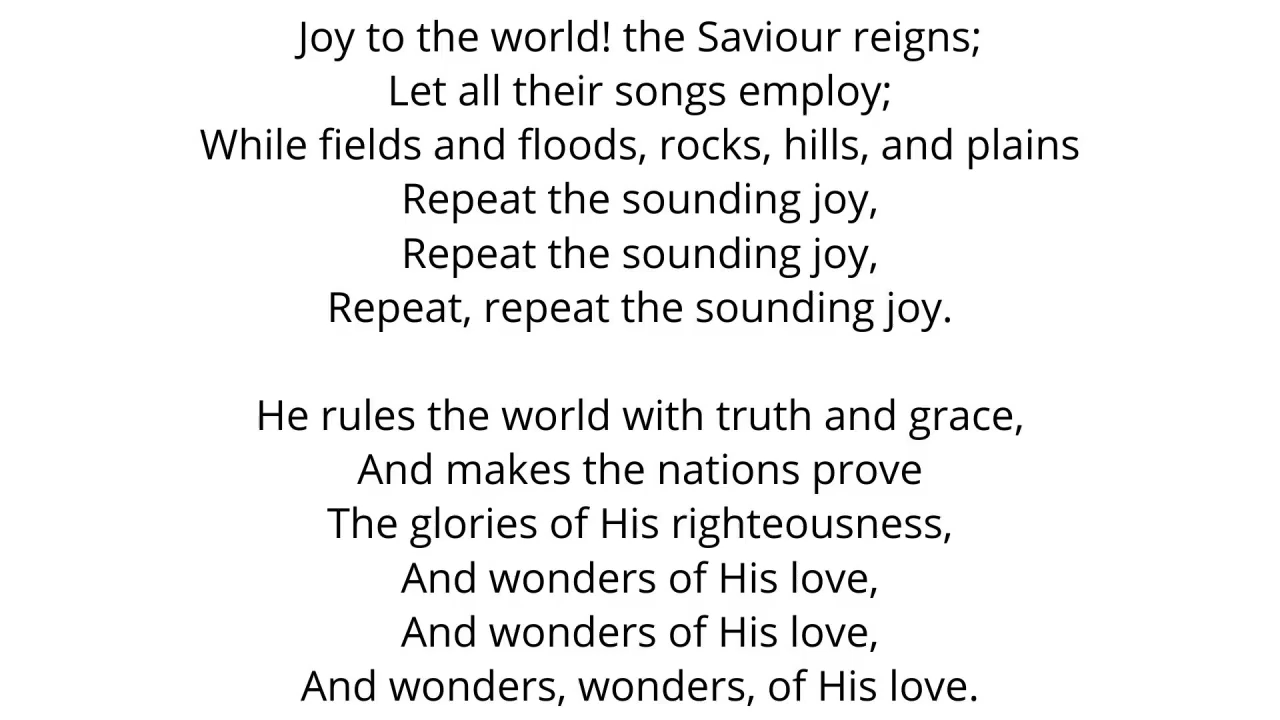 Joy to the world! the Saviour reigns;
Let all their songs employ;
While fields and floods, rocks, hills, and plains
Repeat the sounding joy,
Repeat the sounding joy,
Repeat, repeat the sounding joy.

He rules the world with truth and grace,
And makes the nations prove
The glories of His righteousness,
And wonders of His love,
And wonders of His love,
And wonders, wonders, of His love.